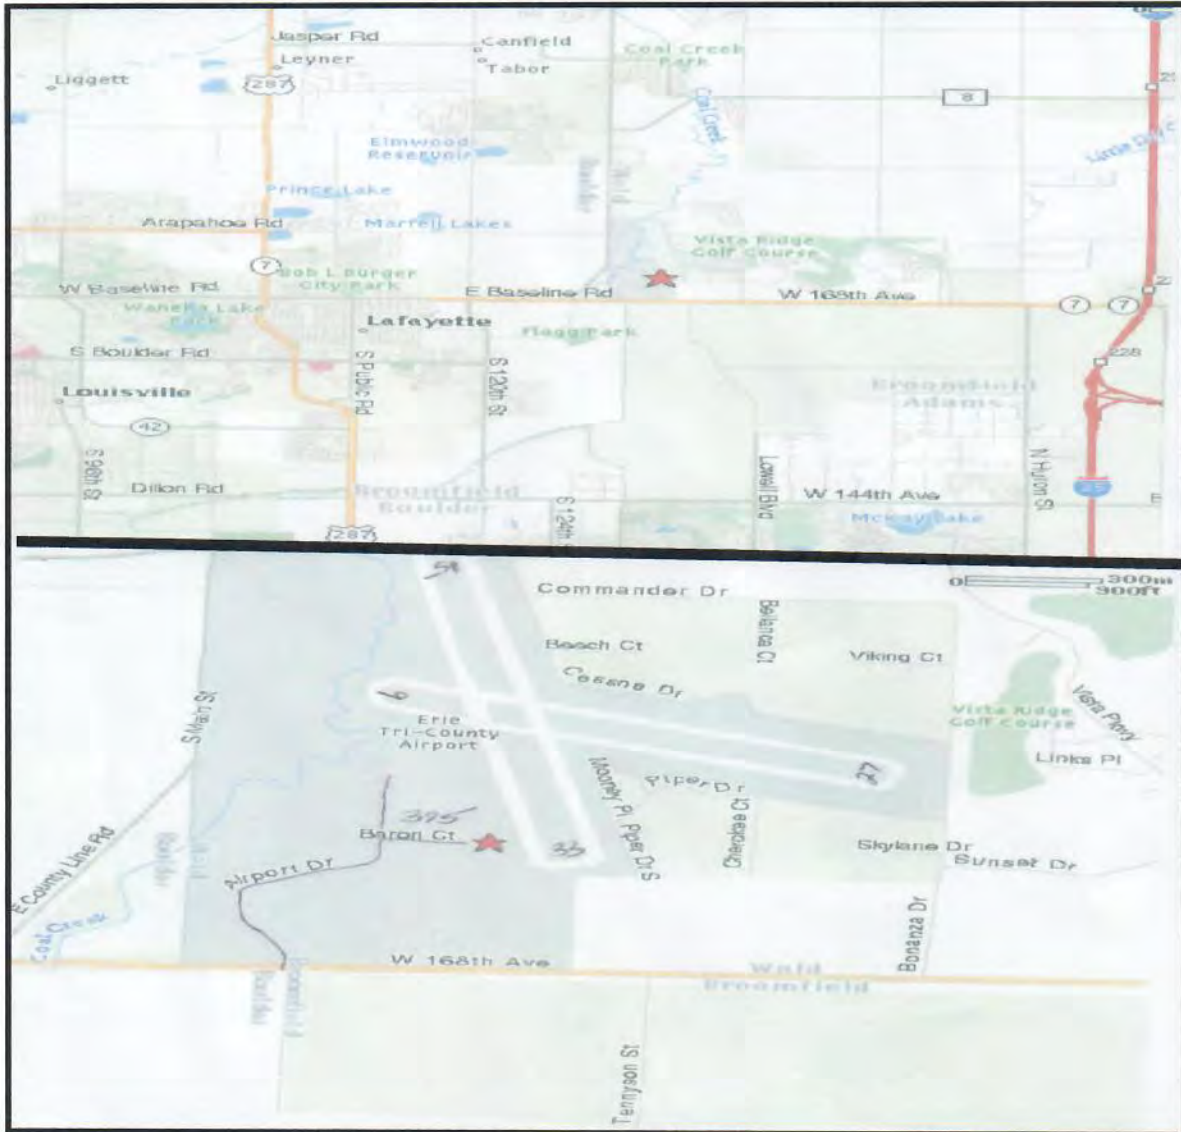 Jasper Rd
Canfield
Coal Creek
Park
Leyner
Tabor
Liggett
287
8
Coal Creek
Elmwood
Reservoir
Prince Lake
Arapahoe Rd
Marrell Lakes
Vista Ridge
Golf Course
7
Bob L Burger
City Park
W Baseline Rd
E Baseline Rd
W 168th Ave
7
7
Waneka Lake
Park
Lafayette
Flagg Park
S Boulder Rd
228
S Public Rd
S 120th St
Louisville
Broomfield
Adams
42
S 96th St
Lowell Blvd
N Huron St
Dillon Rd
Broomfield
Boulder
S 124th
W 144th Ave
25
McKay Lake
287
Commander Dr
0
300m
900ft
Beech Ct
Bellanca Ct
Viking Ct
Cessna Dr
S Main St
9
Erie
Tri-County
Airport
Vista Ridge
Golf Course
Vista Pkwy
Links Pl
27
Mooney Pl
Piper Dr
395
Baron Ct
33
Piper Dr S
Cherokee Ct
Skylane Dr
Sunset Dr
E County Line Rd
Airport Dr
Coal Creek
W 168th Ave
Bonanza Dr
Weld
Broomfield
Boulder
Broomfield
Tennyson St